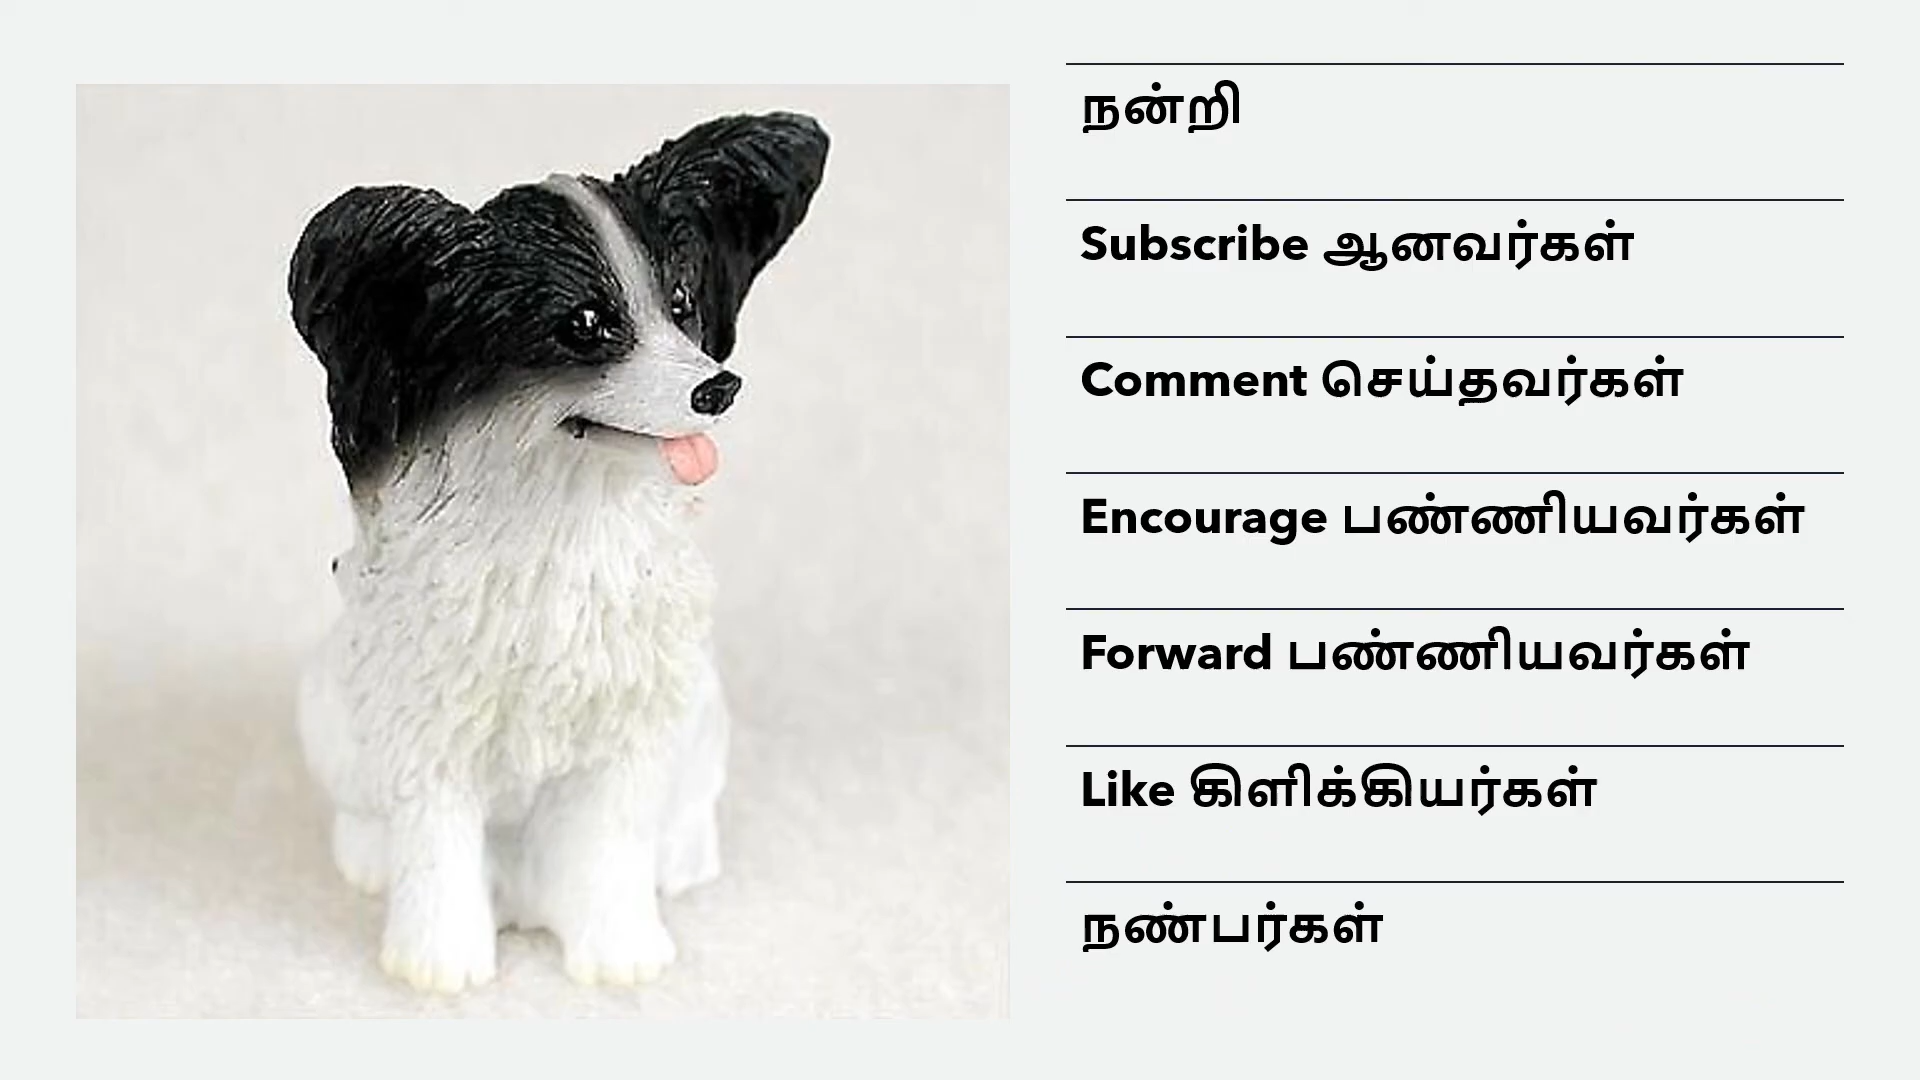 நன்றி
Subscribe ஆனவர்கள்
Comment செய்தவர்கள்
Encourage பண்ணியவர்கள்
Forward பண்ணியவர்கள்
Like கிளிக்கியர்கள்
நண்பர்கள்